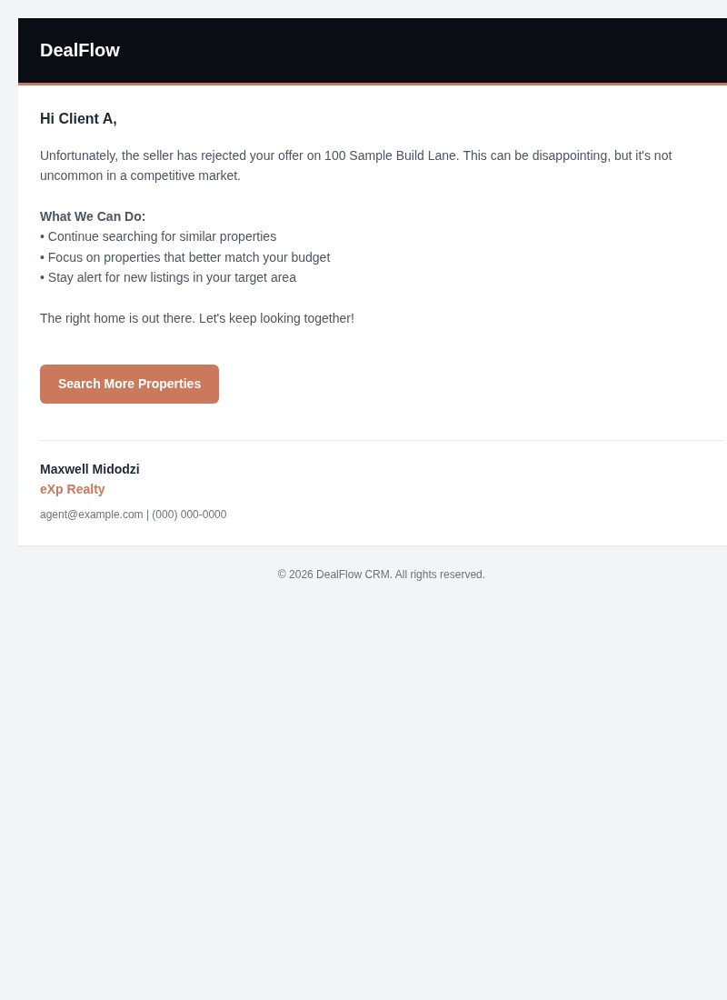 DealFlow
Hi Client A,
Unfortunately, the seller has rejected your offer on 100 Sample Build Lane. This can be disappointing, but it's not
uncommon in a competitive market.
What We Can Do:
• Continue searching for similar properties
• Focus on properties that better match your budget
• Stay alert for new listings in your target area
The right home is out there. Let's keep looking together!
Search More Properties
Maxwell Midodzi
eXp Realty
agent@example.com | (000) 000-0000
© 2026 DealFlow CRM. All rights reserved.